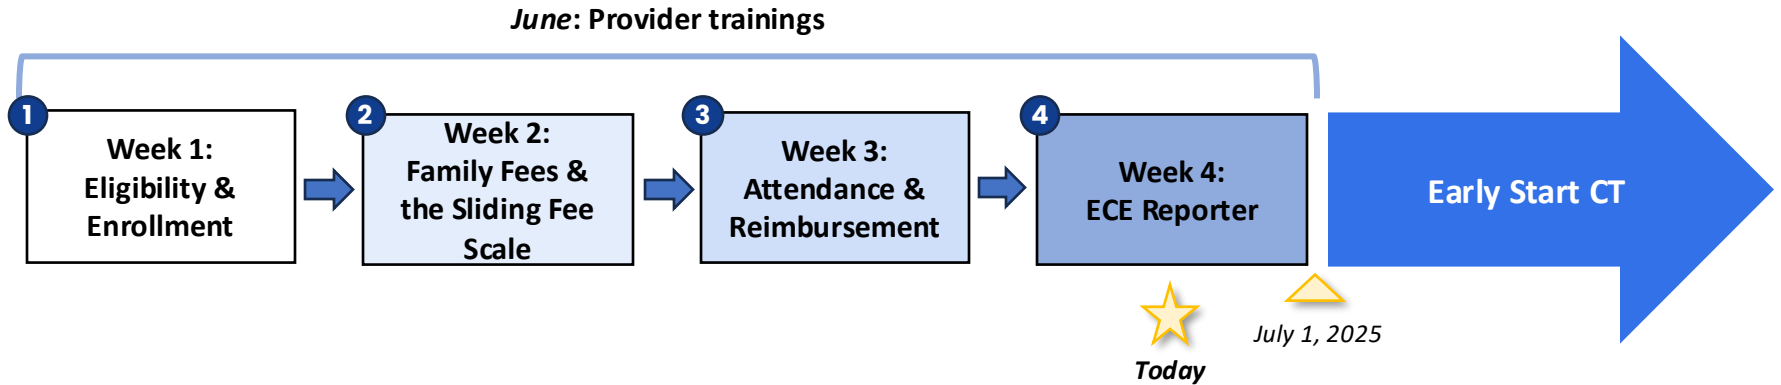 June: Provider trainings
1
Week 1:
Eligibility &
Enrollment
2
Week 2:
Family Fees &
the Sliding Fee
Scale
3
Week 3:
Attendance &
Reimbursement
4
Week 4:
ECE Reporter
Early Start CT
Today
July 1, 2025